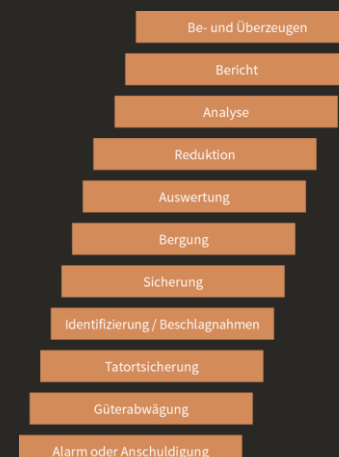 Be- und Überzeugen
Bericht
Analyse
Reduktion
Auswertung
Bergung
Sicherung
Identifizierung / Beschlagnahmen
Tatortsicherung
Güterabwägung
Alarm oder Anschuldigung